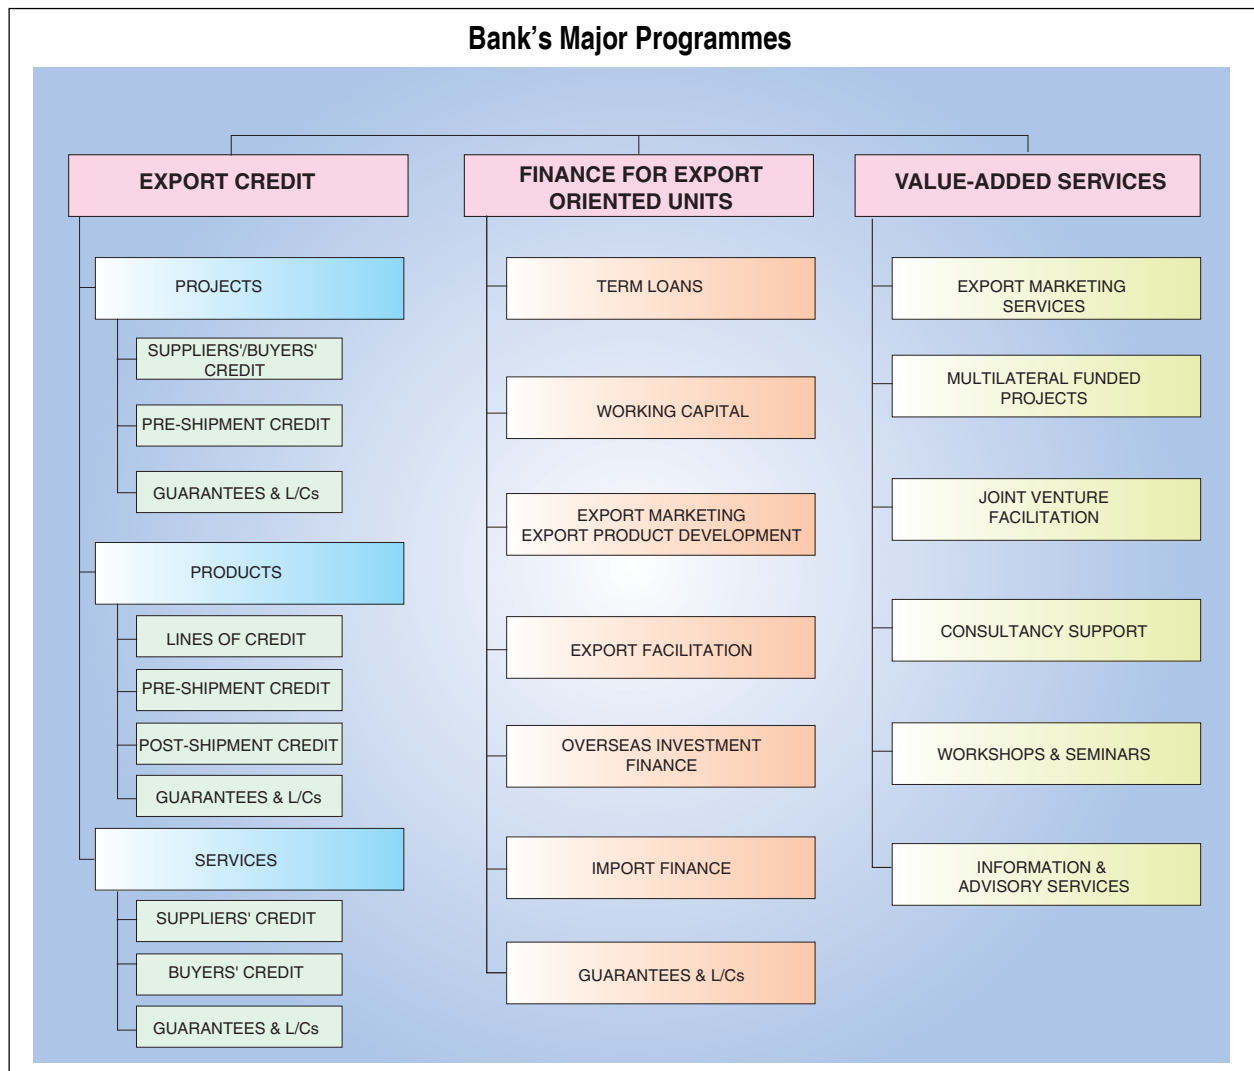 Bank's Major Programmes
EXPORT CREDIT
PROJECTS
SUPPLIERS'/BUYERS'
CREDIT
PRE-SHIPMENT CREDIT
GUARANTEES & L/Cs
PRODUCTS
LINES OF CREDIT
PRE-SHIPMENT CREDIT
POST-SHIPMENT CREDIT
GUARANTEES & L/Cs
SERVICES
SUPPLIERS' CREDIT
BUYERS' CREDIT
GUARANTEES & L/Cs
FINANCE FOR EXPORT
ORIENTED UNITS
TERM LOANS
WORKING CAPITAL
EXPORT MARKETING
EXPORT PRODUCT DEVELOPMENT
EXPORT FACILITATION
OVERSEAS INVESTMENT
FINANCE
IMPORT FINANCE
GUARANTEES & L/Cs
VALUE-ADDED SERVICES
EXPORT MARKETING
SERVICES
MULTILATERAL FUNDED
PROJECTS
JOINT VENTURE
FACILITATION
CONSULTANCY SUPPORT
WORKSHOPS & SEMINARS
INFORMATION &
ADVISORY SERVICES